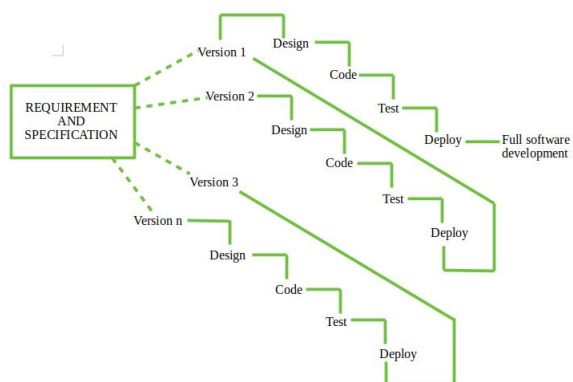 REQUIREMENT
AND
SPECIFICATION
Version 1
Design
Code
Test
Deploy
Full software
development
Version 2
Design
Code
Test
Deploy
Version 3
Version n
Design
Code
Test
Deploy